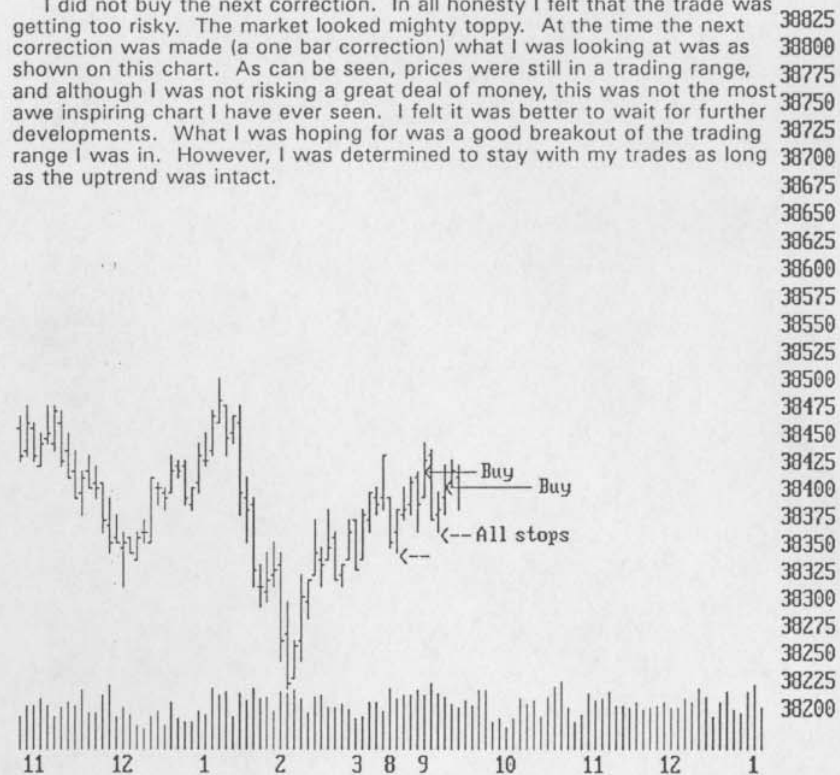 I did not buy the next correction. In all honesty I felt that the trade was
getting too risky. The market looked mighty toppy. At the time the next
correction was made (a one bar correction) what I was looking at was as
shown on this chart. As can be seen, prices were still in a trading range,
and although I was not risking a great deal of money, this was not the most
awe inspiring chart I have ever seen. I felt it was better to wait for further
developments. What I was hoping for was a good breakout of the trading
range I was in. However, I was determined to stay with my trades as long
as the uptrend was intact.
38825
38800
38775
38750
38725
38700
38675
38650
38625
38600
38575
38550
38525
38500
38475
38450
38425
38400
38375
38350
38325
38300
38275
38250
38225
38200
Buy
Buy
All stops
11 12 1 2 3 8 9 10 11 12 1